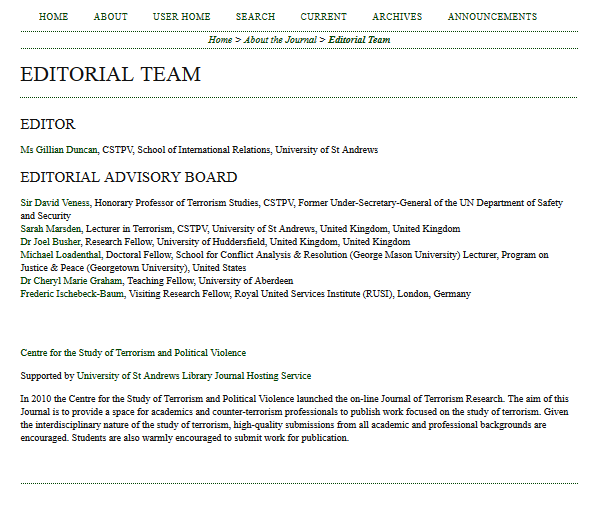 HOME ABOUT USER HOME SEARCH CURRENT ARCHIVES ANNOUNCEMENTS
Home > About the Journal > Editorial Team
EDITORIAL TEAM
EDITOR
Ms Gillian Duncan, CSTPV, School of International Relations, University of St Andrews
EDITORIAL ADVISORY BOARD
Sir David Veness, Honorary Professor of Terrorism Studies, CSTPV, Former Under-Secretary-General of the UN Department of Safety
and Security
Sarah Marsden, Lecturer in Terrorism, CSTPV, University of St Andrews, United Kingdom, United Kingdom
Dr Joel Busher, Research Fellow, University of Huddersfield, United Kingdom, United Kingdom
Michael Loadenthal, Doctoral Fellow, School for Conflict Analysis & Resolution (George Mason University) Lecturer, Program on
Justice & Peace (Georgetown University), United States
Dr Cheryl Marie Graham, Teaching Fellow, University of Aberdeen
Frederic Ischebeck-Baum, Visiting Research Fellow, Royal United Services Institute (RUSI), London, Germany
Centre for the Study of Terrorism and Political Violence
Supported by University of St Andrews Library Journal Hosting Service
In 2010 the Centre for the Study of Terrorism and Political Violence launched the on-line Journal of Terrorism Research. The aim of this
Journal is to provide a space for academics and counter-terrorism professionals to publish work focused on the study of terrorism. Given
the interdisciplinary nature of the study of terrorism, high-quality submissions from all academic and professional backgrounds are
encouraged. Students are also warmly encouraged to submit work for publication.